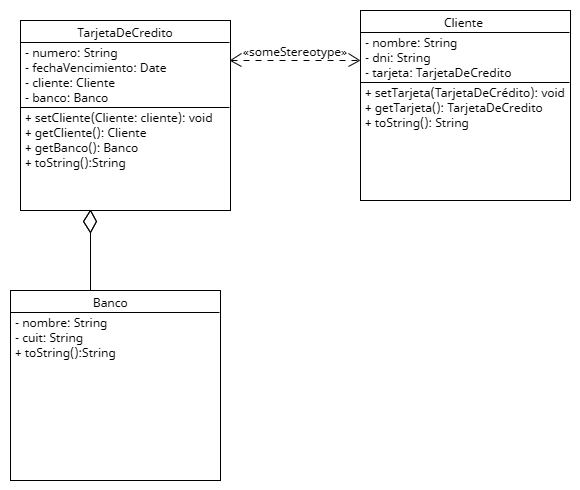 TarjetaDeCredito
- numero: String
- fechaVencimiento: Date
- cliente: Cliente
- banco: Banco
+ setCliente(Cliente: cliente): void
+ getCliente(): Cliente
+ getBanco(): Banco
+ toString():String
«someStereotype»
Cliente
- nombre: String
- dni: String
- tarjeta: TarjetaDeCredito
+ setTarjeta(TarjetaDeCrédito): void
+ getTarjeta(): TarjetaDeCredito
+ toString(): String
Banco
- nombre: String
- cuit: String
+ toString():String